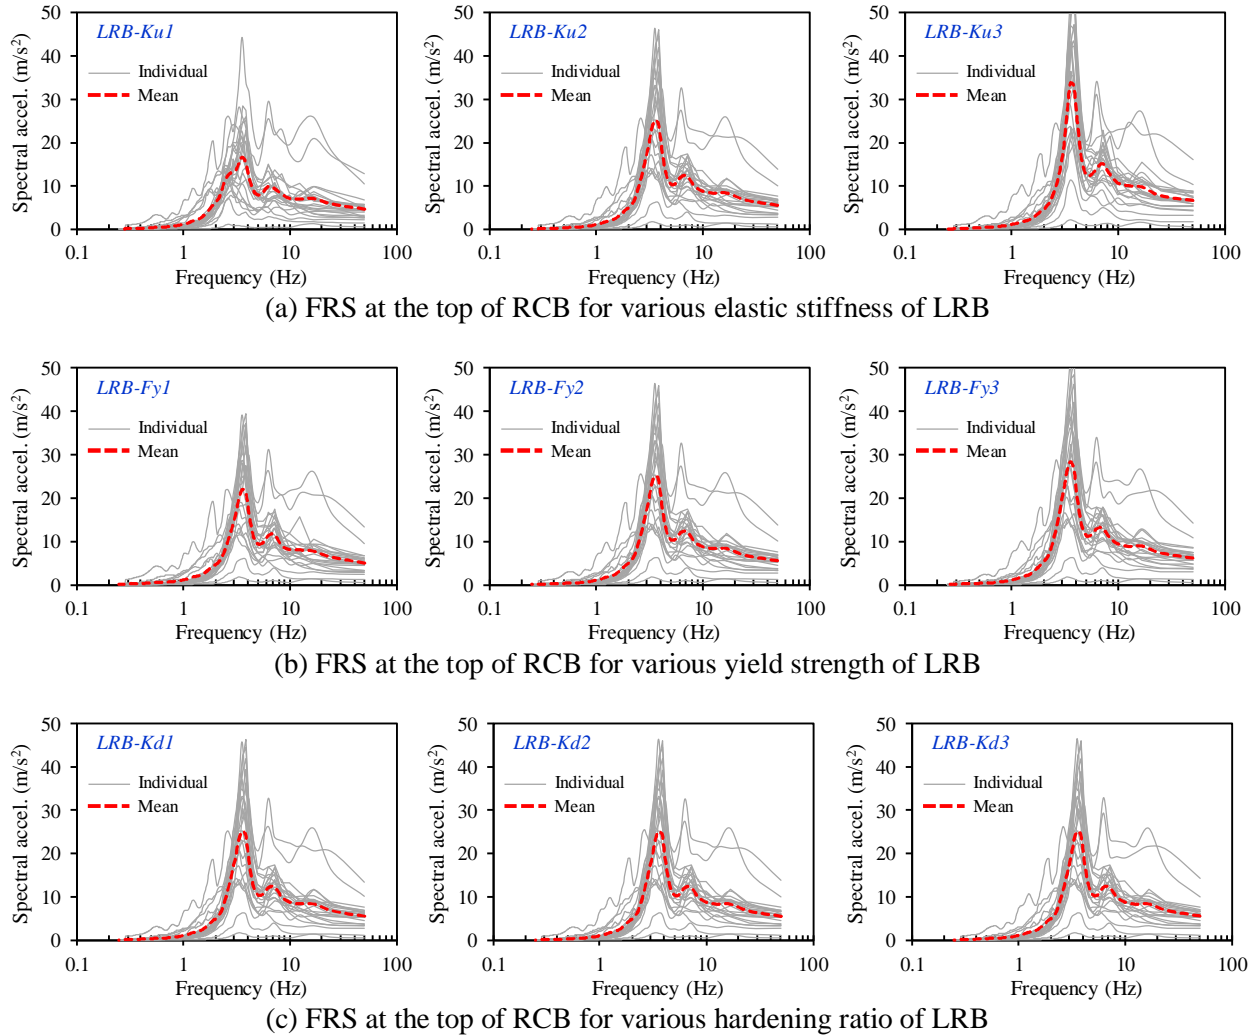 LRB-Ku1
Individual
Mean
Spectral accel. (m/s²)
50
40
30
20
10
0
0.1 1 10 100
Frequency (Hz)
LRB-Ku2
Individual
Mean
Spectral accel. (m/s²)
50
40
30
20
10
0
0.1 1 10 100
Frequency (Hz)
LRB-Ku3
Individual
Mean
Spectral accel. (m/s²)
50
40
30
20
10
0
0.1 1 10 100
Frequency (Hz)
(a) FRS at the top of RCB for various elastic stiffness of LRB
LRB-Fy1
Individual
Mean
Spectral accel. (m/s²)
50
40
30
20
10
0
0.1 1 10 100
Frequency (Hz)
LRB-Fy2
Individual
Mean
Spectral accel. (m/s²)
50
40
30
20
10
0
0.1 1 10 100
Frequency (Hz)
LRB-Fy3
Individual
Mean
Spectral accel. (m/s²)
50
40
30
20
10
0
0.1 1 10 100
Frequency (Hz)
(b) FRS at the top of RCB for various yield strength of LRB
LRB-Kd1
Individual
Mean
Spectral accel. (m/s²)
50
40
30
20
10
0
0.1 1 10 100
Frequency (Hz)
LRB-Kd2
Individual
Mean
Spectral accel. (m/s²)
50
40
30
20
10
0
0.1 1 10 100
Frequency (Hz)
LRB-Kd3
Individual
Mean
Spectral accel. (m/s²)
50
40
30
20
10
0
0.1 1 10 100
Frequency (Hz)
(c) FRS at the top of RCB for various hardening ratio of LRB